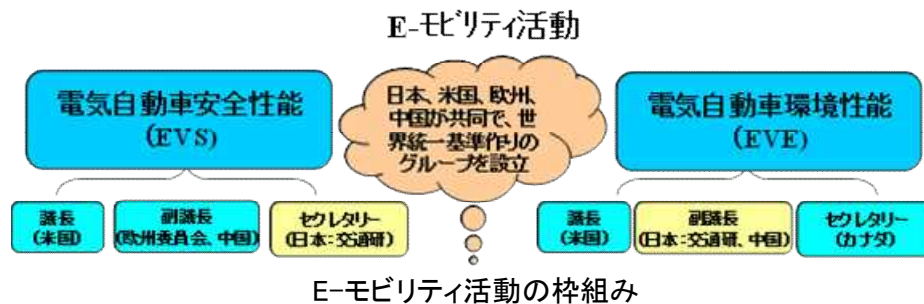 E-モビリティ活動
電気自動車安全性能
(EVS)
日本、米国、欧州、
中国が共同で、世
界統一基準作りの
グループを設立
電気自動車環境性能
(EVE)
議長
(米国)
副議長
(欧州委員会、中国)
セクレタリー
(日本:交通研)
議長
(米国)
副議長
(日本:交通研、中国)
セクレタリー
(カナダ)
E-モビリティ活動の枠組み